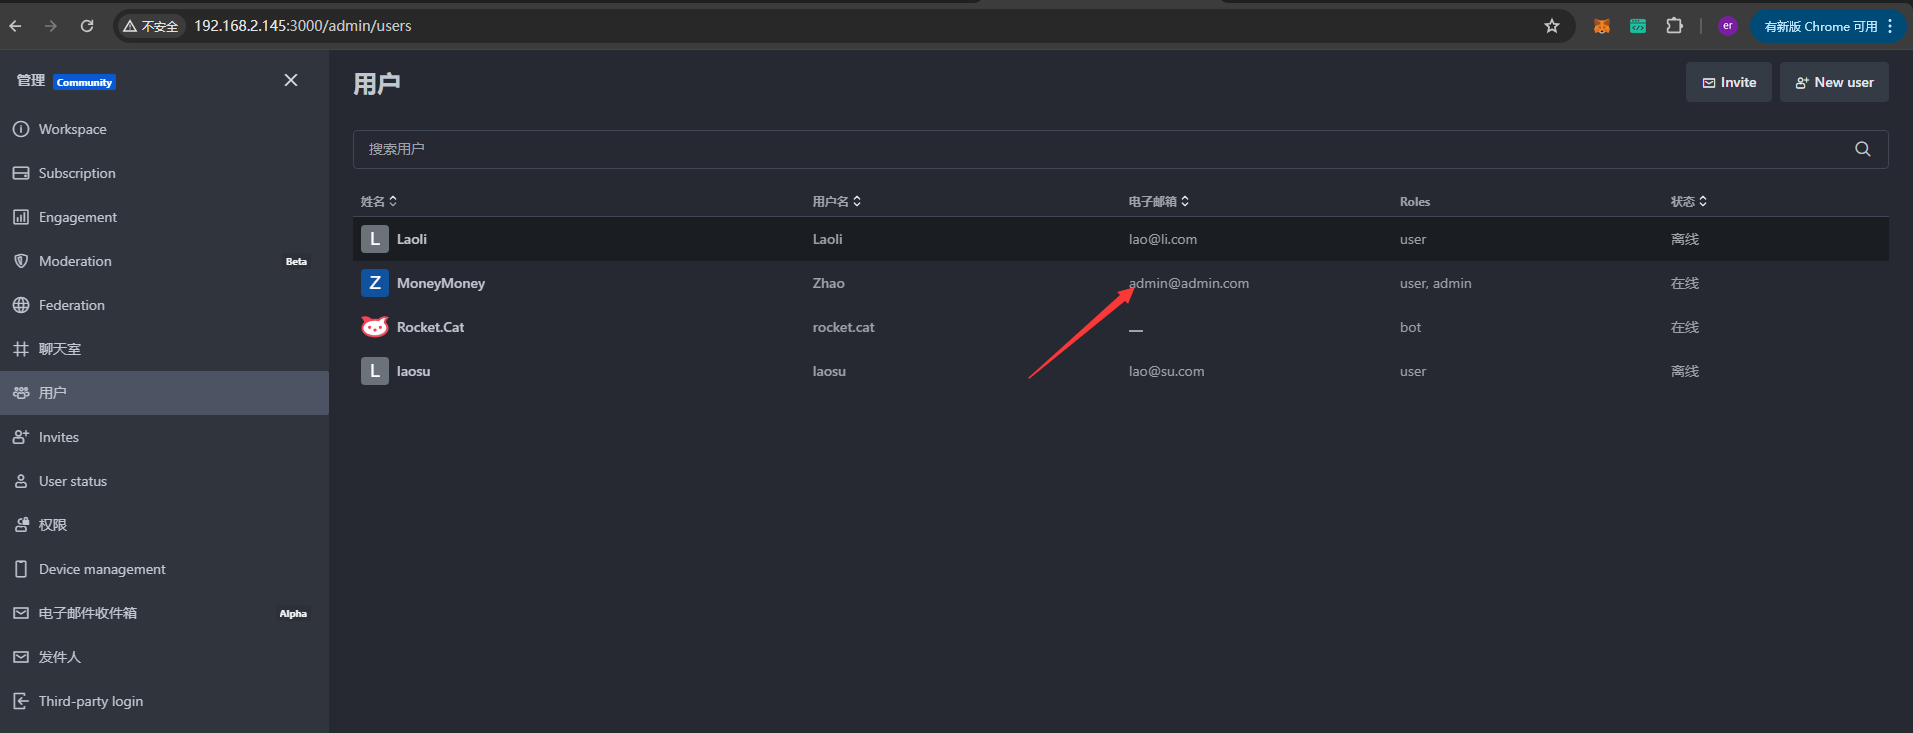 不安全 192.168.2.145:3000/admin/users er 有新版 Chrome 可用
管理 Community
Workspace
Subscription
Engagement
Moderation Beta
Federation
聊天室
用户
Invites
User status
权限
Device management
电子邮件收件箱 Alpha
发件人
Third-party login
用户 Invite New user
搜索用户
姓名 用户名 电子邮箱 Roles 状态
L Laoli Laoli lao@li.com user 离线
Z MoneyMoney Zhao admin@admin.com user, admin 在线
Rocket.Cat rocket.cat — bot 在线
L laosu laosu lao@su.com user 离线